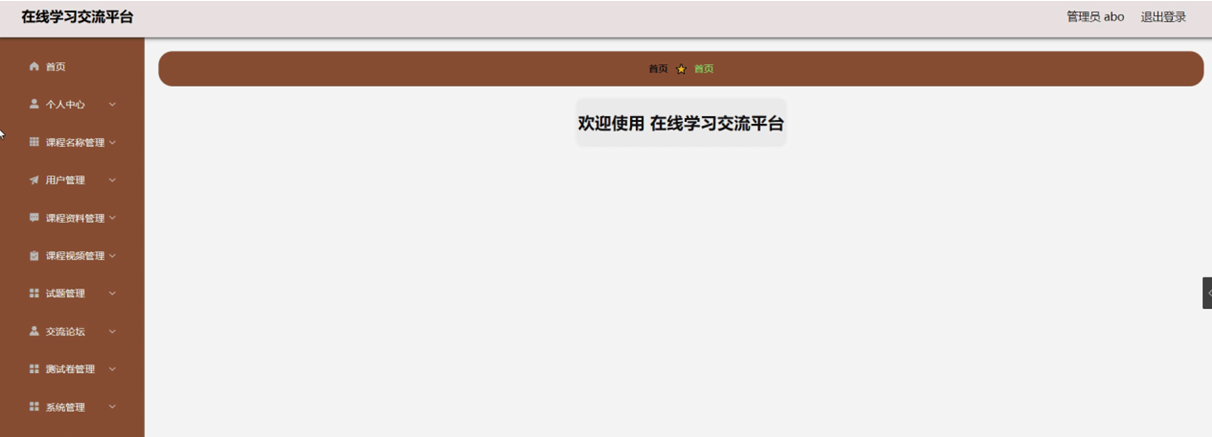 在线学习交流平台
管理员 abo 退出登录
首页
个人中心
课程名称管理
用户管理
课程资料管理
课程视频管理
试题管理
交流论坛
测试卷管理
系统管理
首页 首页
欢迎使用 在线学习交流平台